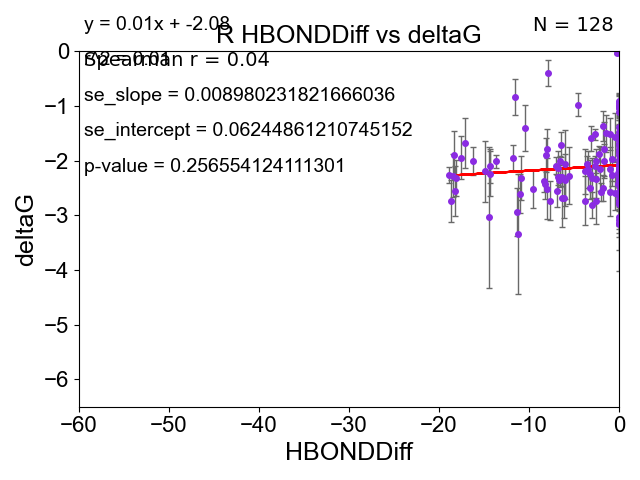 y = 0.01x + -2.08
N = 128
R HBONDDiff vs deltaG
Spearman r = 0.04
se_slope = 0.008980231821666036
se_intercept = 0.06244861210745152
p-value = 0.256554124111301
deltaG
0
−1
−2
−3
−4
−5
−6
−60
−50
−40
−30
−20
−10
0
HBONDDiff